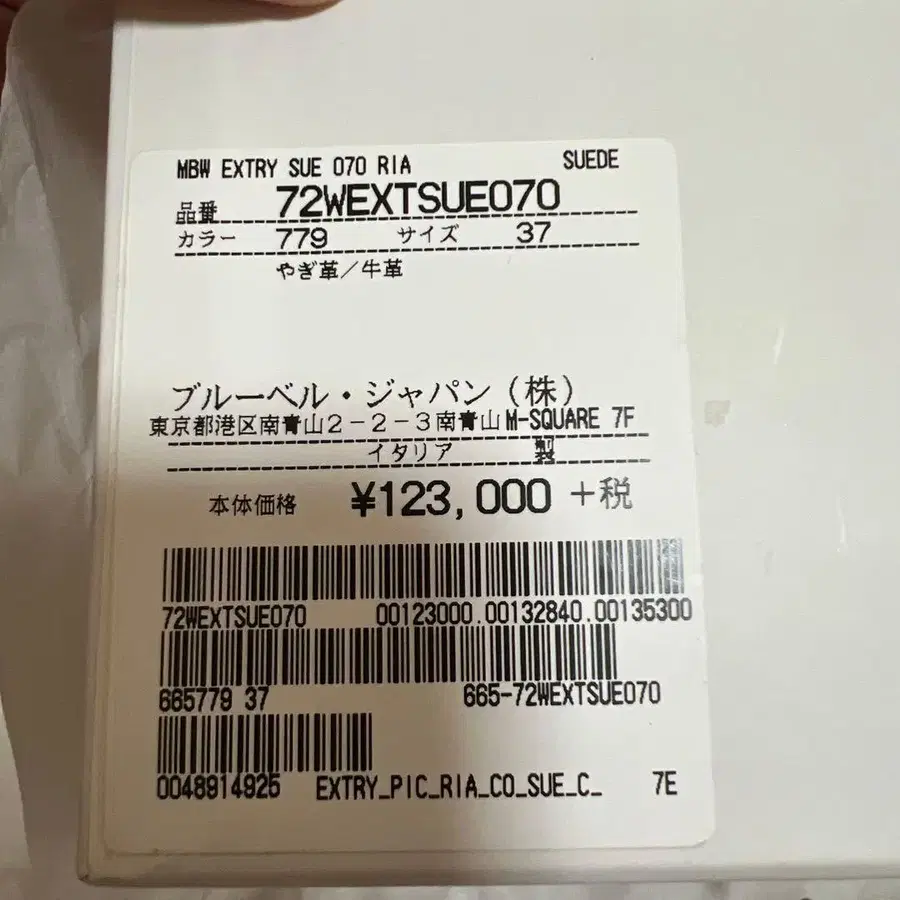 MBW EXTRY SUE 070 RIA SUEDE
品番 72WEXTSUE070
カラー 779 サイズ 37
やぎ革／牛革
ブルーベル・ジャパン（株）
東京都港区南青山２－２－３南青山 M-SQUARE 7F
イタリア 製
本体価格 ¥123,000 +税
72WEXTSUE070 00123000.00132840.00135300
665779 37 665-72WEXTSUE070
0048914925 EXTRY_PIC_RIA_CO_SUE_C_ 7E